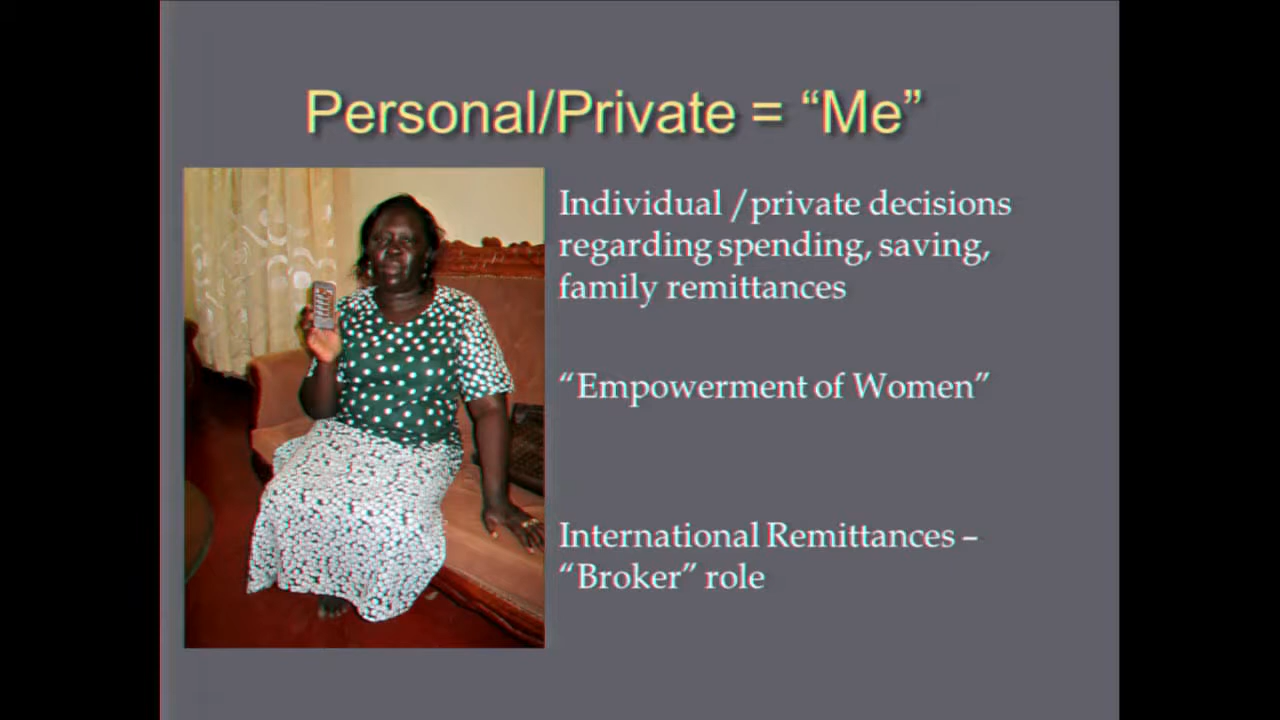 Personal/Private = “Me”
Individual /private decisions
regarding spending, saving,
family remittances
“Empowerment of Women”
International Remittances –
“Broker” role